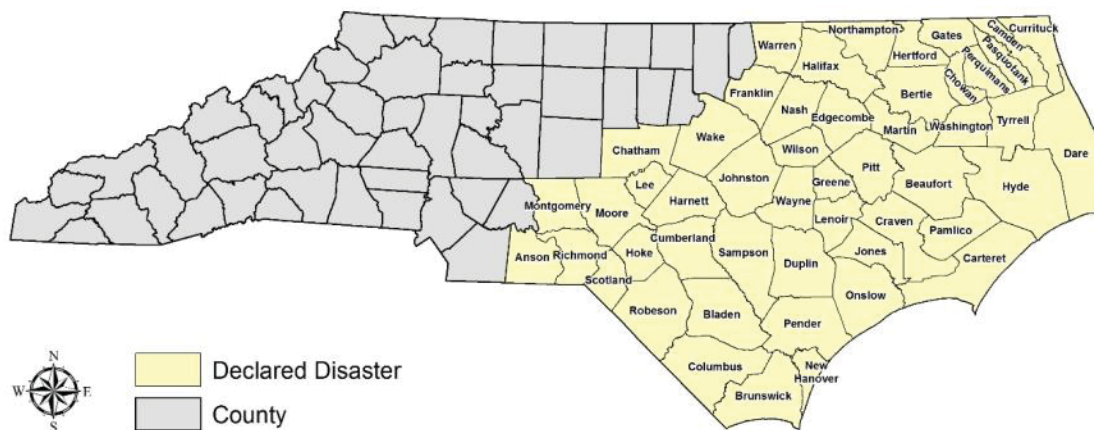 Northampton
Gates
Camden
Currituck
Warren
Hertford
Pasquotank
Halifax
Perquimans
Franklin
Chowan
Bertie
Nash
Edgecombe
Martin
Washington
Tyrrell
Wake
Wilson
Chatham
Dare
Pitt
Johnston
Greene
Beaufort
Hyde
Lee
Harnett
Wayne
Montgomery
Moore
Lenoir
Craven
Pamlico
Cumberland
Sampson
Anson
Richmond
Hoke
Duplin
Jones
Carteret
Scotland
Onslow
Robeson
Bladen
Pender
Columbus
New
Hanover
Brunswick
N
W
E
S
Declared Disaster
County